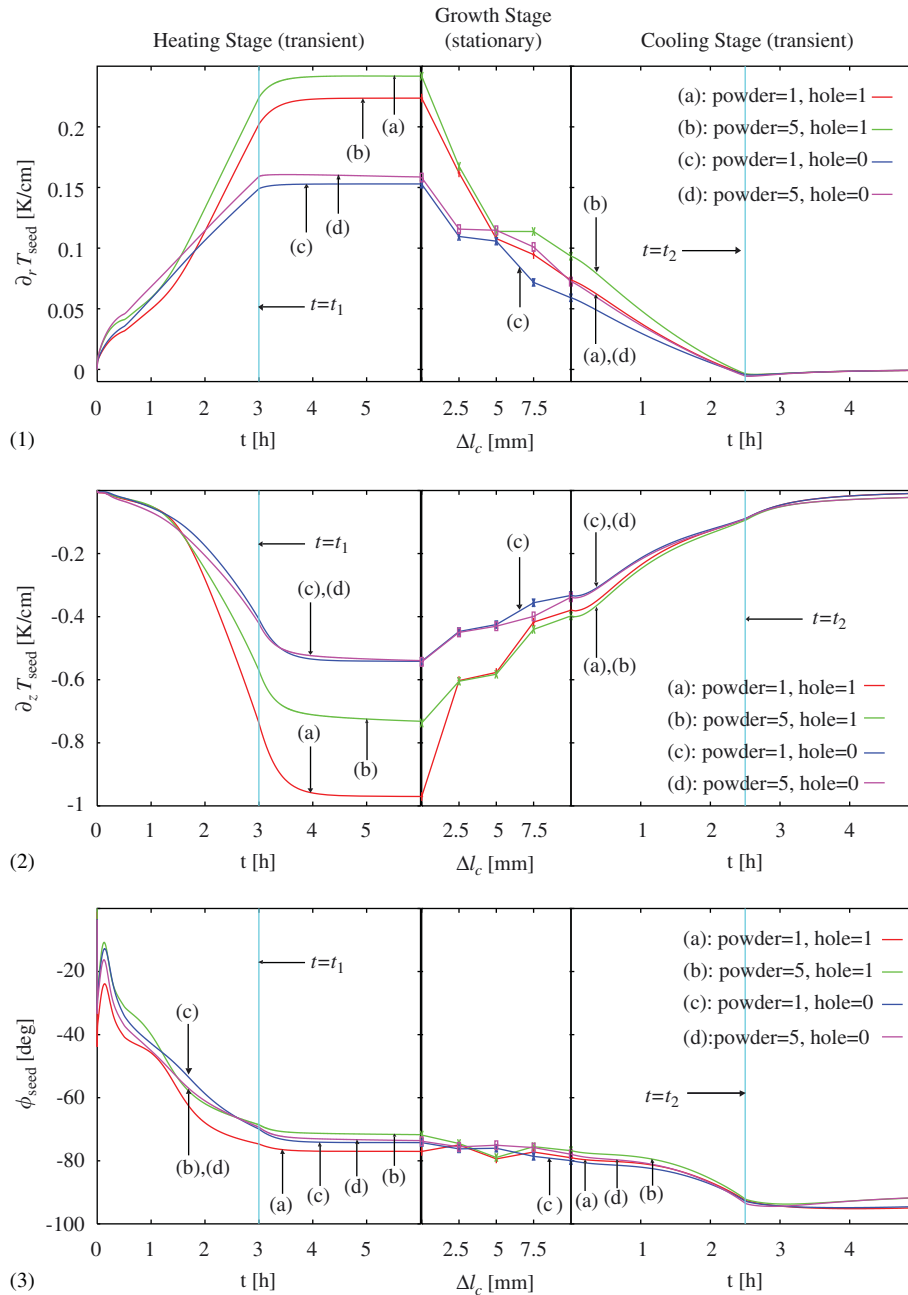 Growth Stage
Heating Stage (transient)
(stationary)
Cooling Stage (transient)
(a): powder=1, hole=1
(b): powder=5, hole=1
(c): powder=1, hole=0
(d): powder=5, hole=0
0.2
0.15
0.1
0.05
0
∂r Tseed [K/cm]
(a)
(b)
(c)
(d)
t=t1
(c)
(b)
(a),(d)
t=t2
0 1 2 3 4 5
2.5 5 7.5
1 2 3 4
(1)
t [h]
Δlc [mm]
t [h]
-0.2
-0.4
-0.6
-0.8
-1
∂z Tseed [K/cm]
t=t1
(c),(d)
(a)
(b)
(c)
(c),(d)
(a),(b)
t=t2
(a): powder=1, hole=1
(b): powder=5, hole=1
(c): powder=1, hole=0
(d): powder=5, hole=0
0 1 2 3 4 5
2.5 5 7.5
1 2 3 4
(2)
t [h]
Δlc [mm]
t [h]
(a): powder=1, hole=1
(b): powder=5, hole=1
(c): powder=1, hole=0
(d):powder=5, hole=0
-20
-40
-60
-80
-100
ϕseed [deg]
t=t1
(c)
(b),(d)
(a)
(c)
(d)
(b)
(c)
(a)
(d)
(b)
t=t2
0 1 2 3 4 5
2.5 5 7.5
1 2 3 4
(3)
t [h]
Δlc [mm]
t [h]